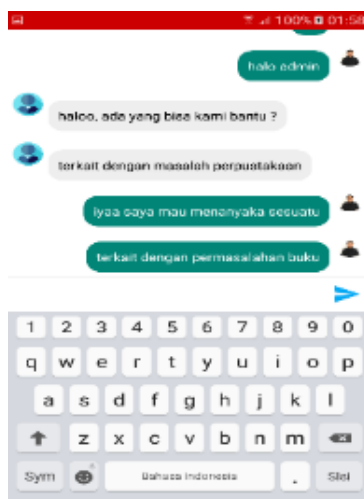 100% 01:58
halo admin
haloo, ada yang bisa kami bantu ?
terkait dengan masalah perpustakaan
iyaa saya mau menanyaka sesuatu
terkait dengan permasalahan buku
1 2 3 4 5 6 7 8 9 0
q w e r t y u i o p
a s d f g h j k l
z x c v b n m
Sym Bahasa Indonesia . Slsi